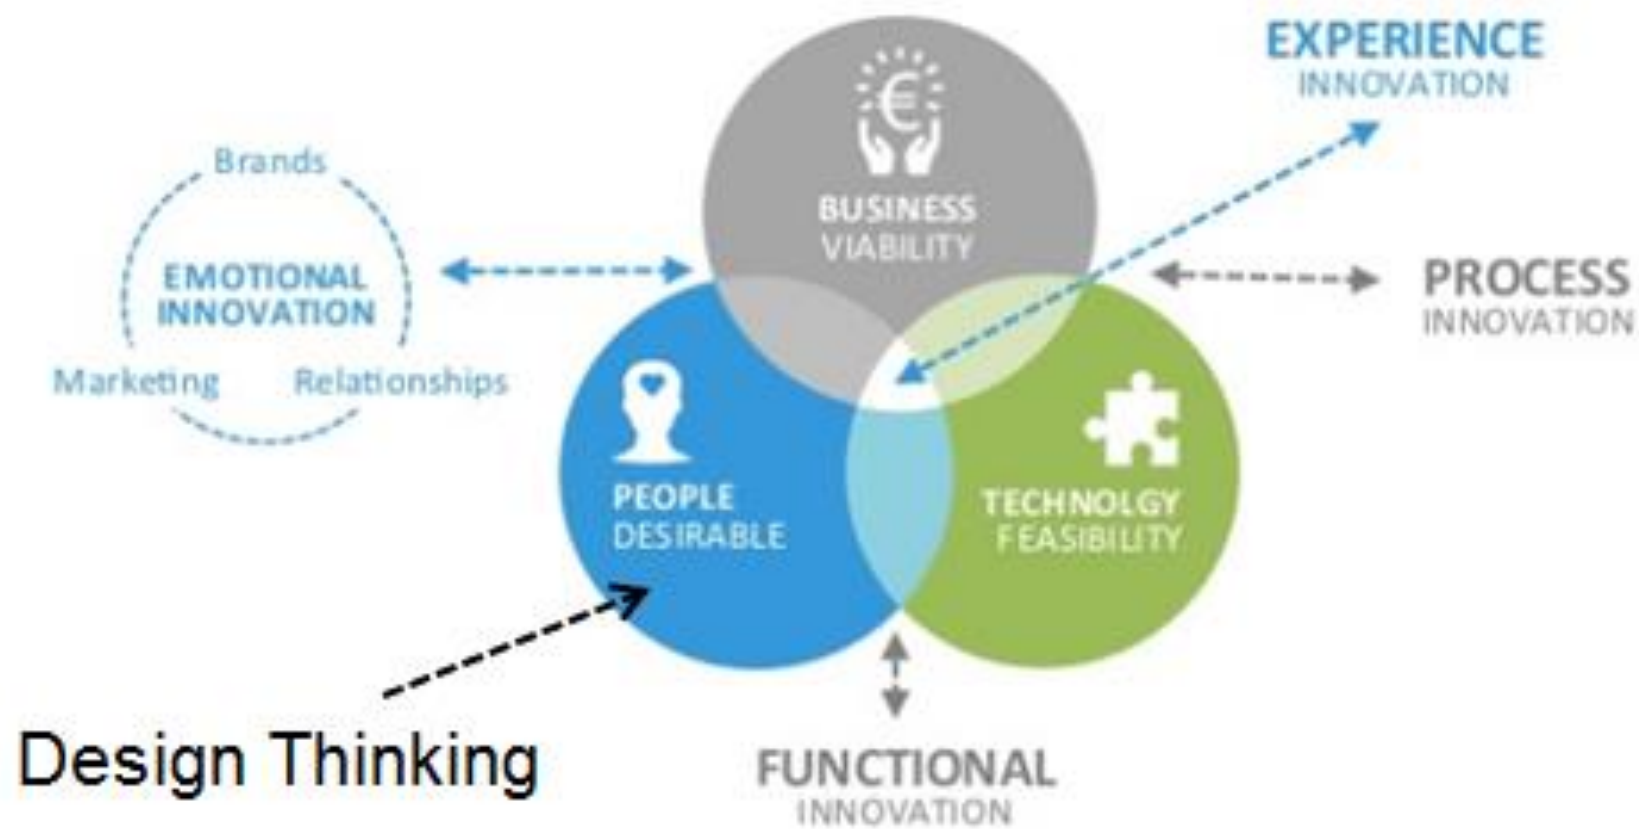 EXPERIENCE
INNOVATION
Brands
EMOTIONAL
INNOVATION
Marketing
Relationships
€
BUSINESS
VIABILITY
PROCESS
INNOVATION
PEOPLE
DESIRABLE
TECHNOLGY
FEASIBILITY
Design Thinking
FUNCTIONAL
INNOVATION